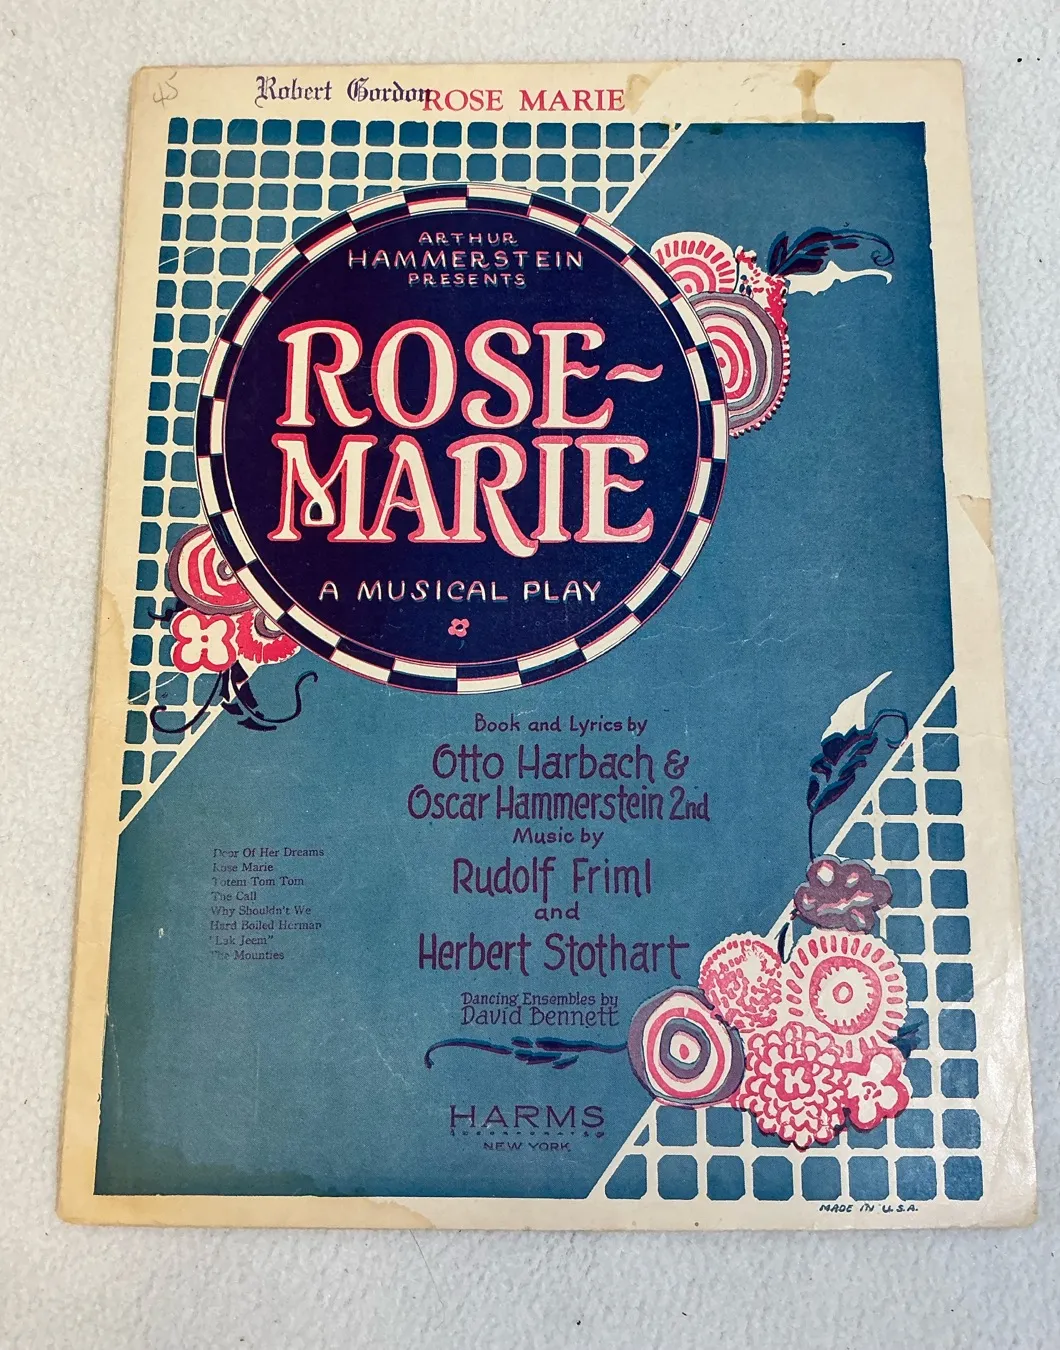 45
Robert Gordon
ROSE MARIE
ARTHUR
HAMMERSTEIN
PRESENTS
ROSE-
MARIE
A MUSICAL PLAY
Book and Lyrics by
Otto Harbach &
Oscar Hammerstein 2nd
Music by
Rudolf Friml
and
Herbert Stothart
Dancing Ensembles by
David Bennett
Door Of Her Dreams
Rose Marie
Totem Tom Tom
The Call
Why Shouldn't We
Hard Boiled Herman
"Lak Jeem"
The Mounties
HARMS
INCORPORATED
NEW YORK
MADE IN U.S.A.